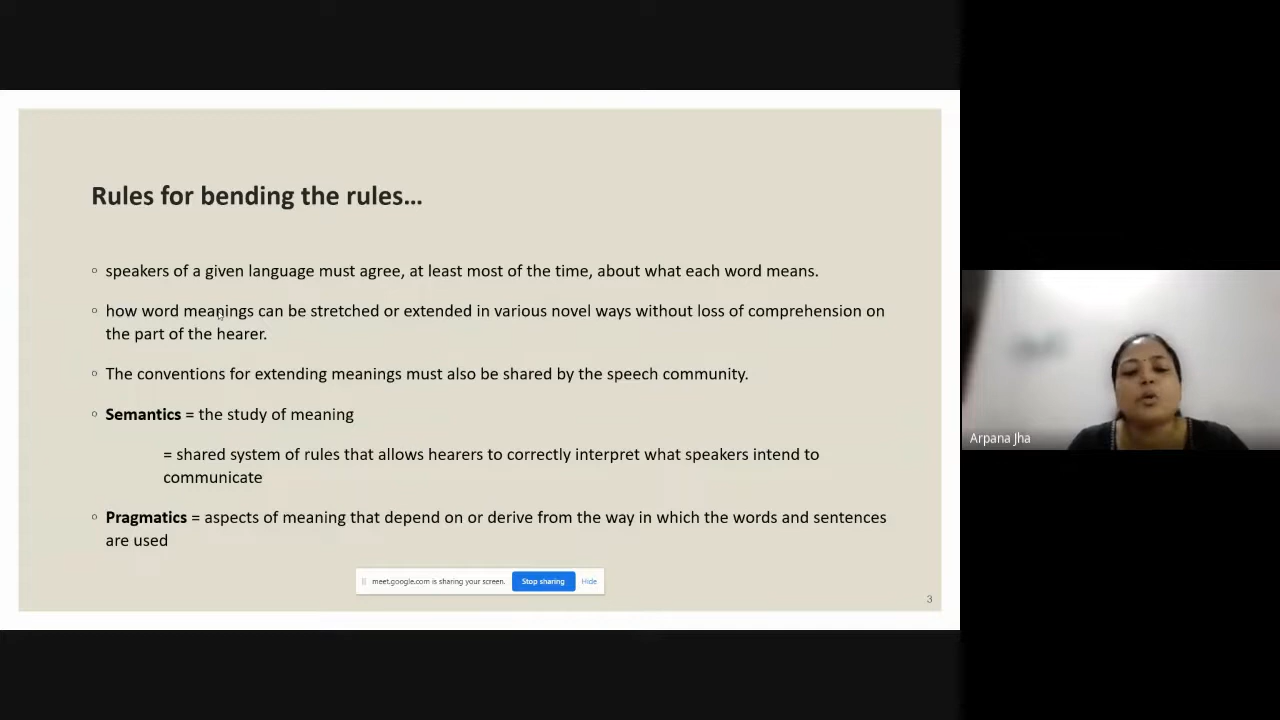 Rules for bending the rules...
◦ speakers of a given language must agree, at least most of the time, about what each word means.
◦ how word meanings can be stretched or extended in various novel ways without loss of comprehension on
the part of the hearer.
◦ The conventions for extending meanings must also be shared by the speech community.
◦ Semantics = the study of meaning
= shared system of rules that allows hearers to correctly interpret what speakers intend to
communicate
◦ Pragmatics = aspects of meaning that depend on or derive from the way in which the words and sentences
are used
meet.google.com is sharing your screen. Stop sharing Hide
3
Arpana Jha